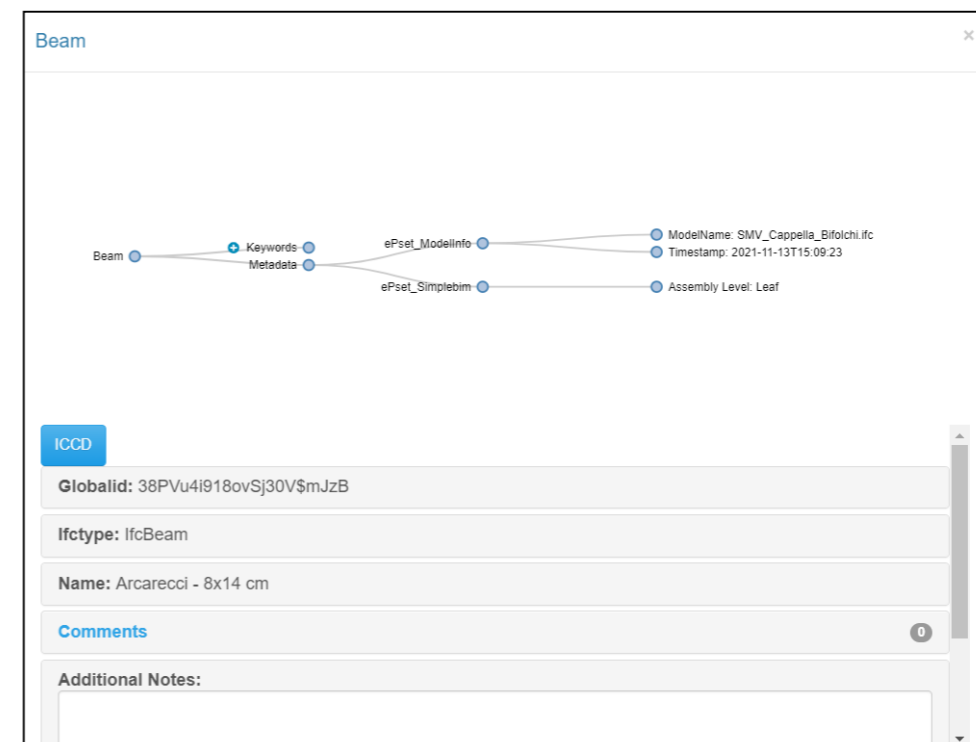 Beam
×
Beam
Keywords
Metadata
ePset_ModelInfo
ePset_Simplebim
ModelName: SMV_Cappella_Bifolchi.ifc
Timestamp: 2021-11-13T15:09:23
Assembly Level: Leaf
ICCD
Globalid: 38PVu4i918ovSj30V$mJzB
Ifctype: IfcBeam
Name: Arcarecci - 8x14 cm
Comments 0
Additional Notes: